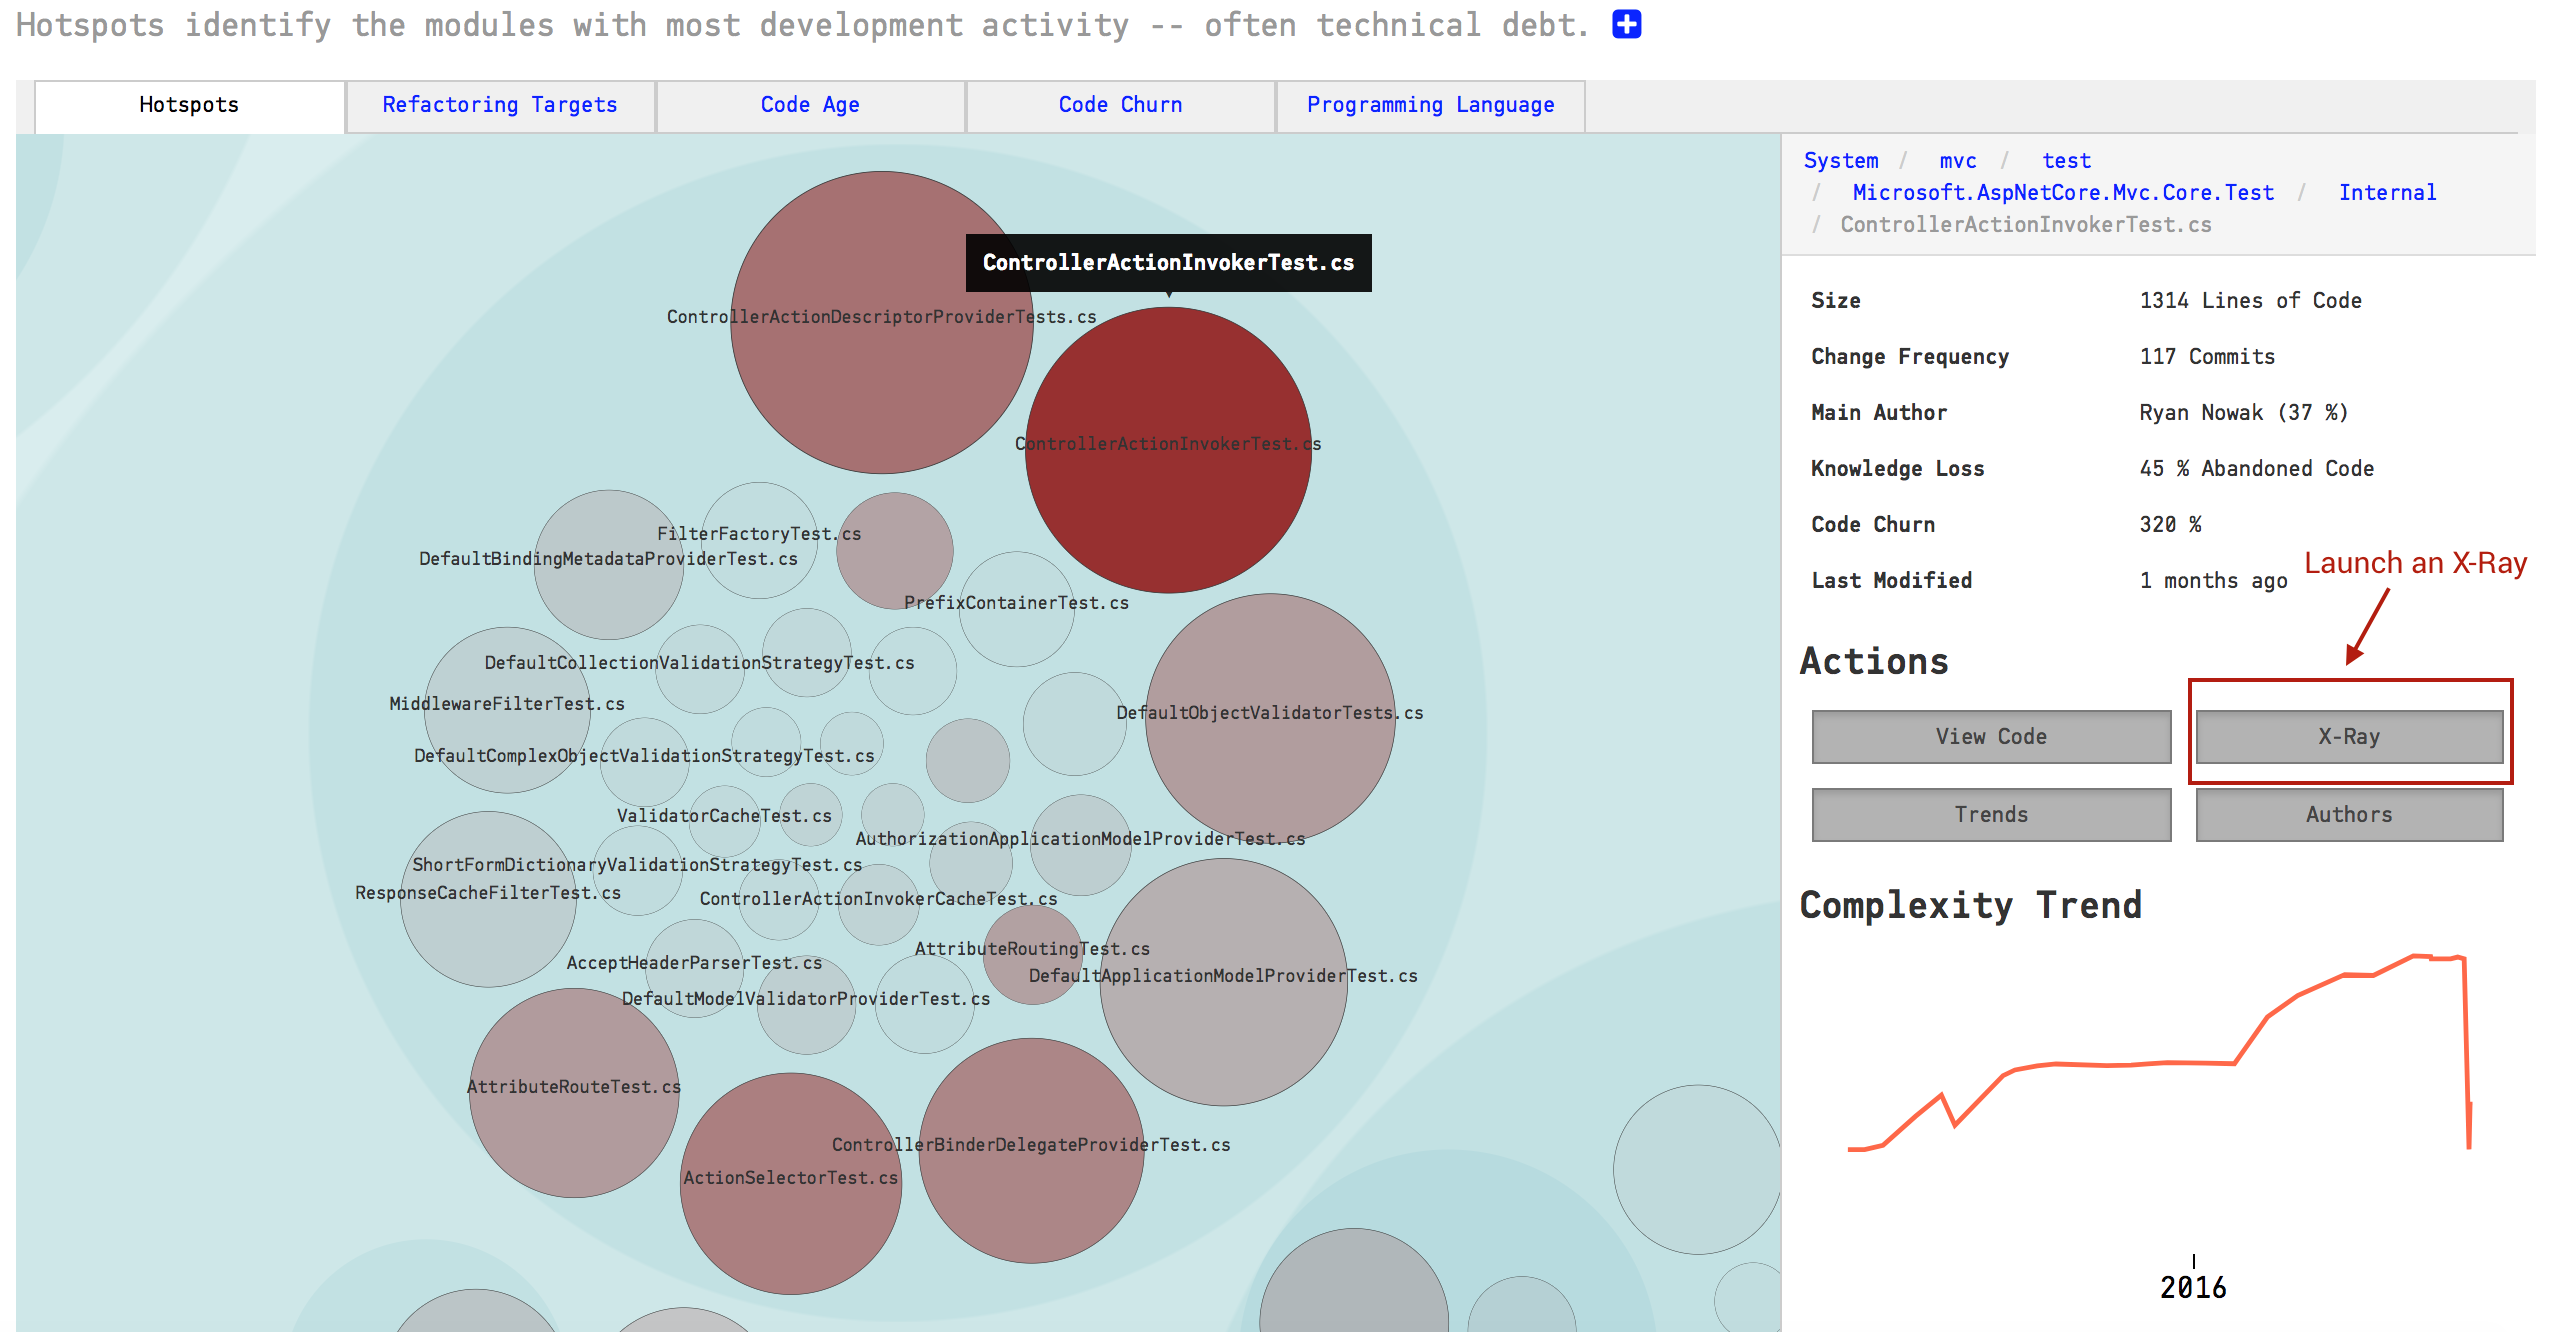 Hotspots identify the modules with most development activity -- often technical debt.
Hotspots
Refactoring Targets
Code Age
Code Churn
Programming Language
ControllerActionInvokerTest.cs
ControllerActionDescriptorProviderTests.cs
ControllerActionInvokerTest.cs
FilterFactoryTest.cs
DefaultBindingMetadataProviderTest.cs
PrefixContainerTest.cs
DefaultCollectionValidationStrategyTest.cs
MiddlewareFilterTest.cs
DefaultObjectValidatorTests.cs
DefaultComplexObjectValidationStrategyTest.cs
ValidatorCacheTest.cs
AuthorizationApplicationModelProviderTest.cs
ShortFormDictionaryValidationStrategyTest.cs
ResponseCacheFilterTest.cs
ControllerActionInvokerCacheTest.cs
AttributeRoutingTest.cs
AcceptHeaderParserTest.cs
DefaultApplicationModelProviderTest.cs
DefaultModelValidatorProviderTest.cs
AttributeRouteTest.cs
ControllerBinderDelegateProviderTest.cs
ActionSelectorTest.cs
System / mvc / test
/ Microsoft.AspNetCore.Mvc.Core.Test / Internal
/ ControllerActionInvokerTest.cs
Size 1314 Lines of Code
Change Frequency 117 Commits
Main Author Ryan Nowak (37 %)
Knowledge Loss 45 % Abandoned Code
Code Churn 320 %
Last Modified 1 months ago
Launch an X-Ray
Actions
View Code
X-Ray
Trends
Authors
Complexity Trend
2016